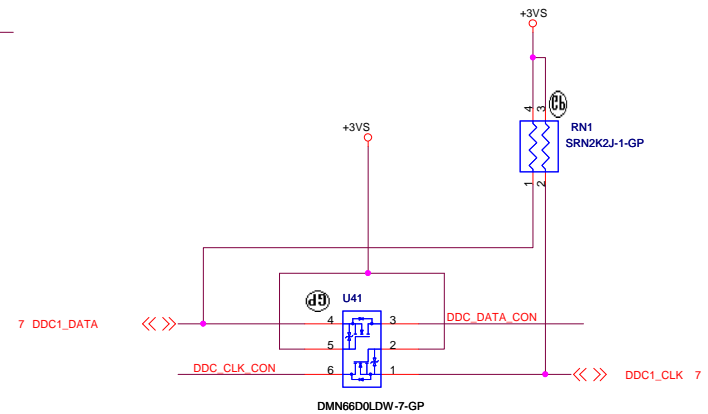 +3VS
4 3
RN1
SRN2K2J-1-GP
1 2
+3VS
GP
U41
7 DDC1_DATA
4 3 DDC_DATA_CON
5 2
DDC_CLK_CON 6 1
DDC1_CLK 7
DMN66D0LDW-7-GP